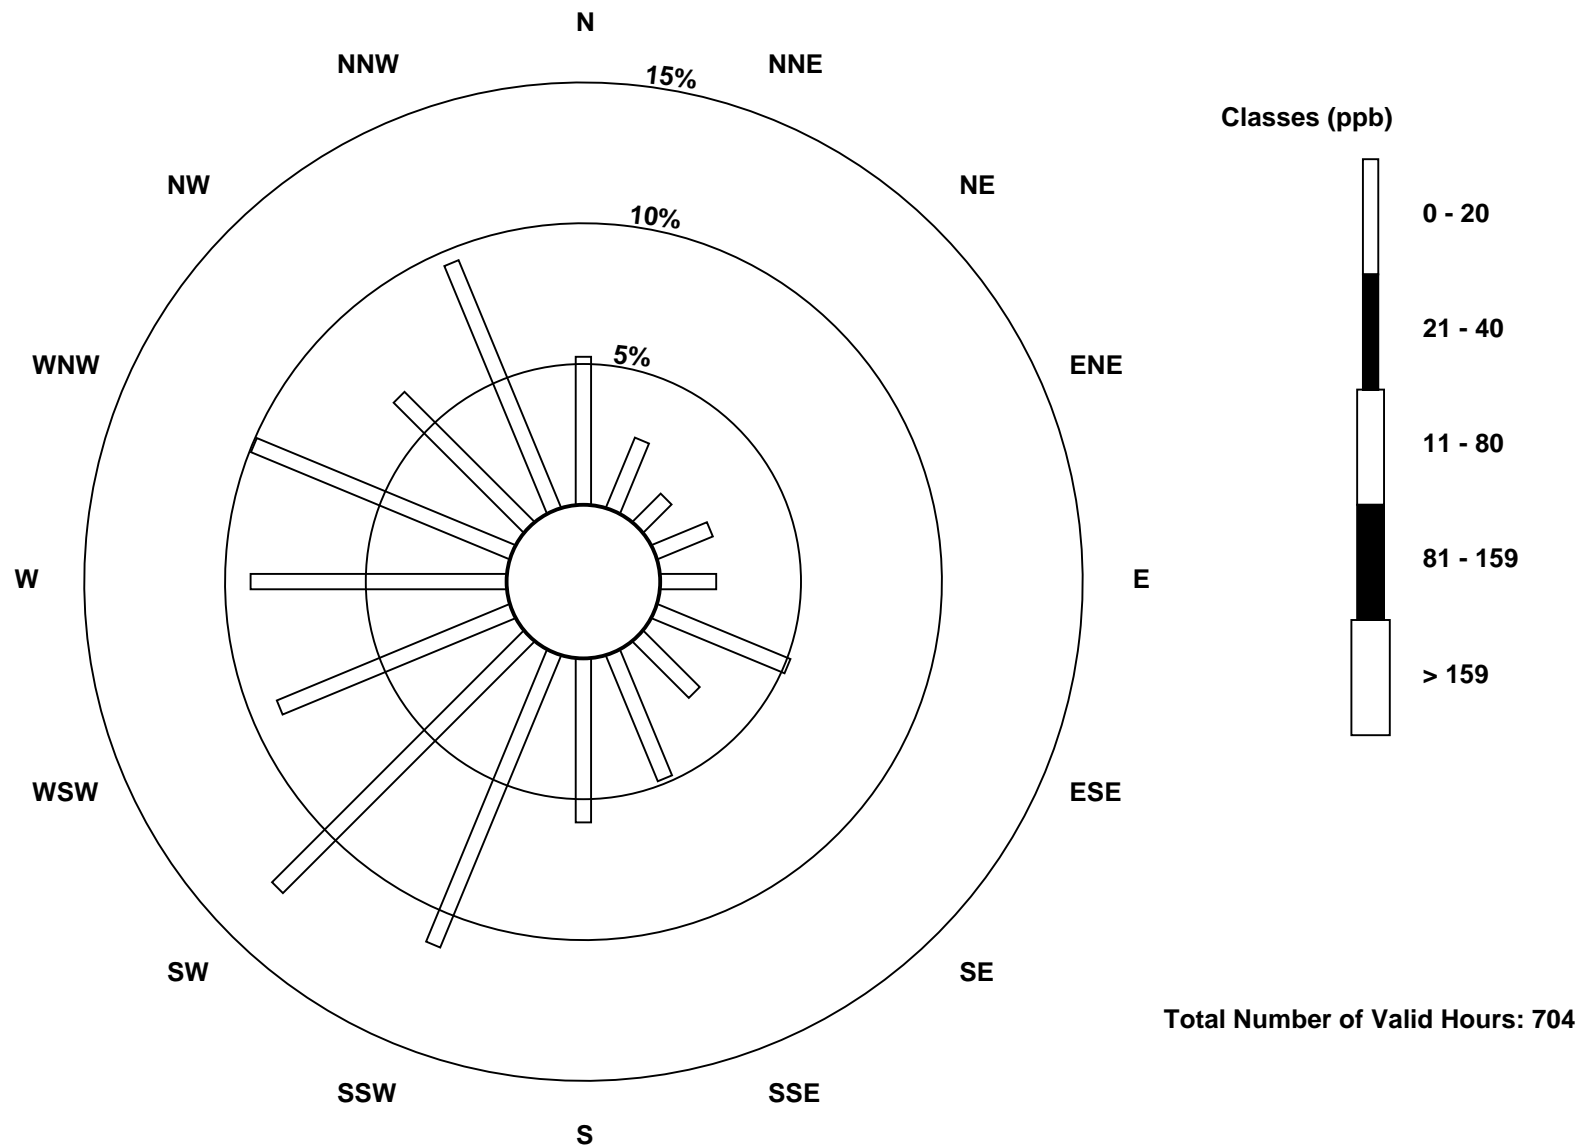 N
NNW
NNE
15%
Classes (ppb)
NW
NE
0 - 20
10%
21 - 40
5%
WNW
ENE
11 - 80
81 - 159
W
E
> 159
WSW
ESE
SW
SE
Total Number of Valid Hours: 704
SSW
SSE
S